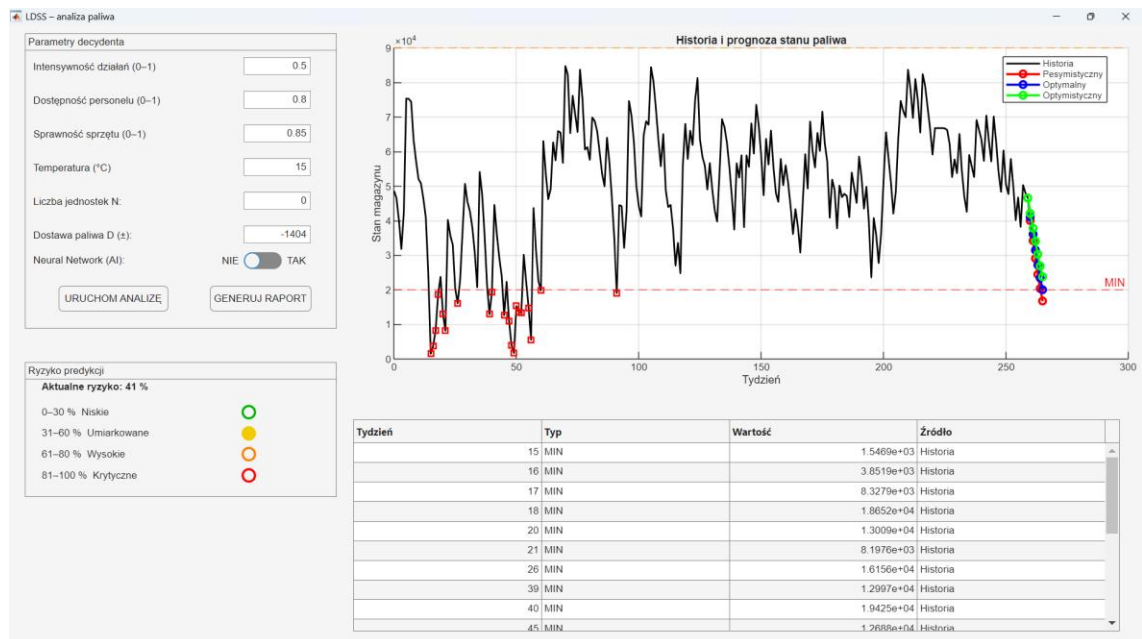 LDSS – analiza paliwa
Parametry decydenta
Intensywność działań (0–1) 0.5
Dostępność personelu (0–1) 0.8
Sprawność sprzętu (0–1) 0.85
Temperatura (°C) 15
Liczba jednostek N: 0
Dostawa paliwa D (±): -1404
Neural Network (AI): NIE TAK
URUCHOM ANALIZĘ GENERUJ RAPORT
Ryzyko predykcji
Aktualne ryzyko: 41 %
0–30 % Niskie
31–60 % Umiarkowane
61–80 % Wysokie
81–100 % Krytyczne
Historia i prognoza stanu paliwa
×10⁴
9
8
7
6
5
4
3
2
1
0
Stan magazynu
Historia
Pesymistyczny
Optymalny
Optymistyczny
MIN
0 50 100 150 200 250 300
Tydzień
Tydzień Typ Wartość Źródło
15 MIN 1.5469e+03 Historia
16 MIN 3.8519e+03 Historia
17 MIN 8.3279e+03 Historia
18 MIN 1.8652e+04 Historia
20 MIN 1.3009e+04 Historia
21 MIN 8.1976e+03 Historia
26 MIN 1.6156e+04 Historia
39 MIN 1.2997e+04 Historia
40 MIN 1.9425e+04 Historia
45 MIN 1.2688e+04 Historia